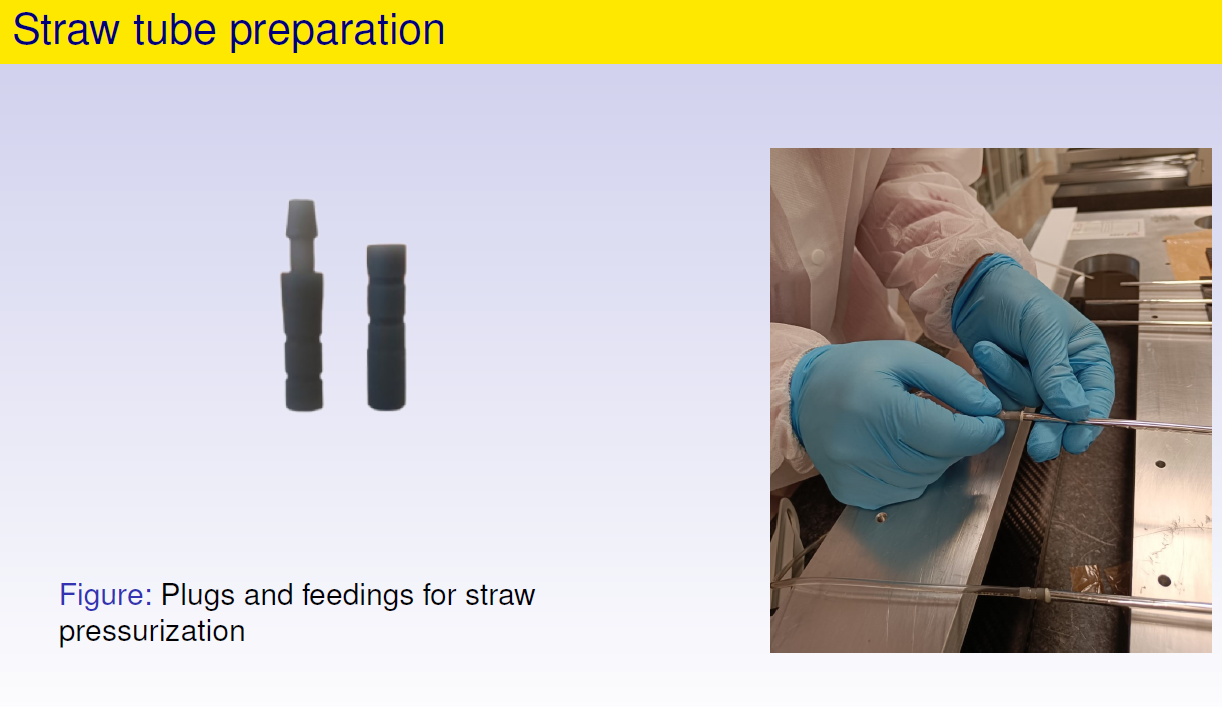 Straw tube preparation
Figure: Plugs and feedings for straw
pressurization